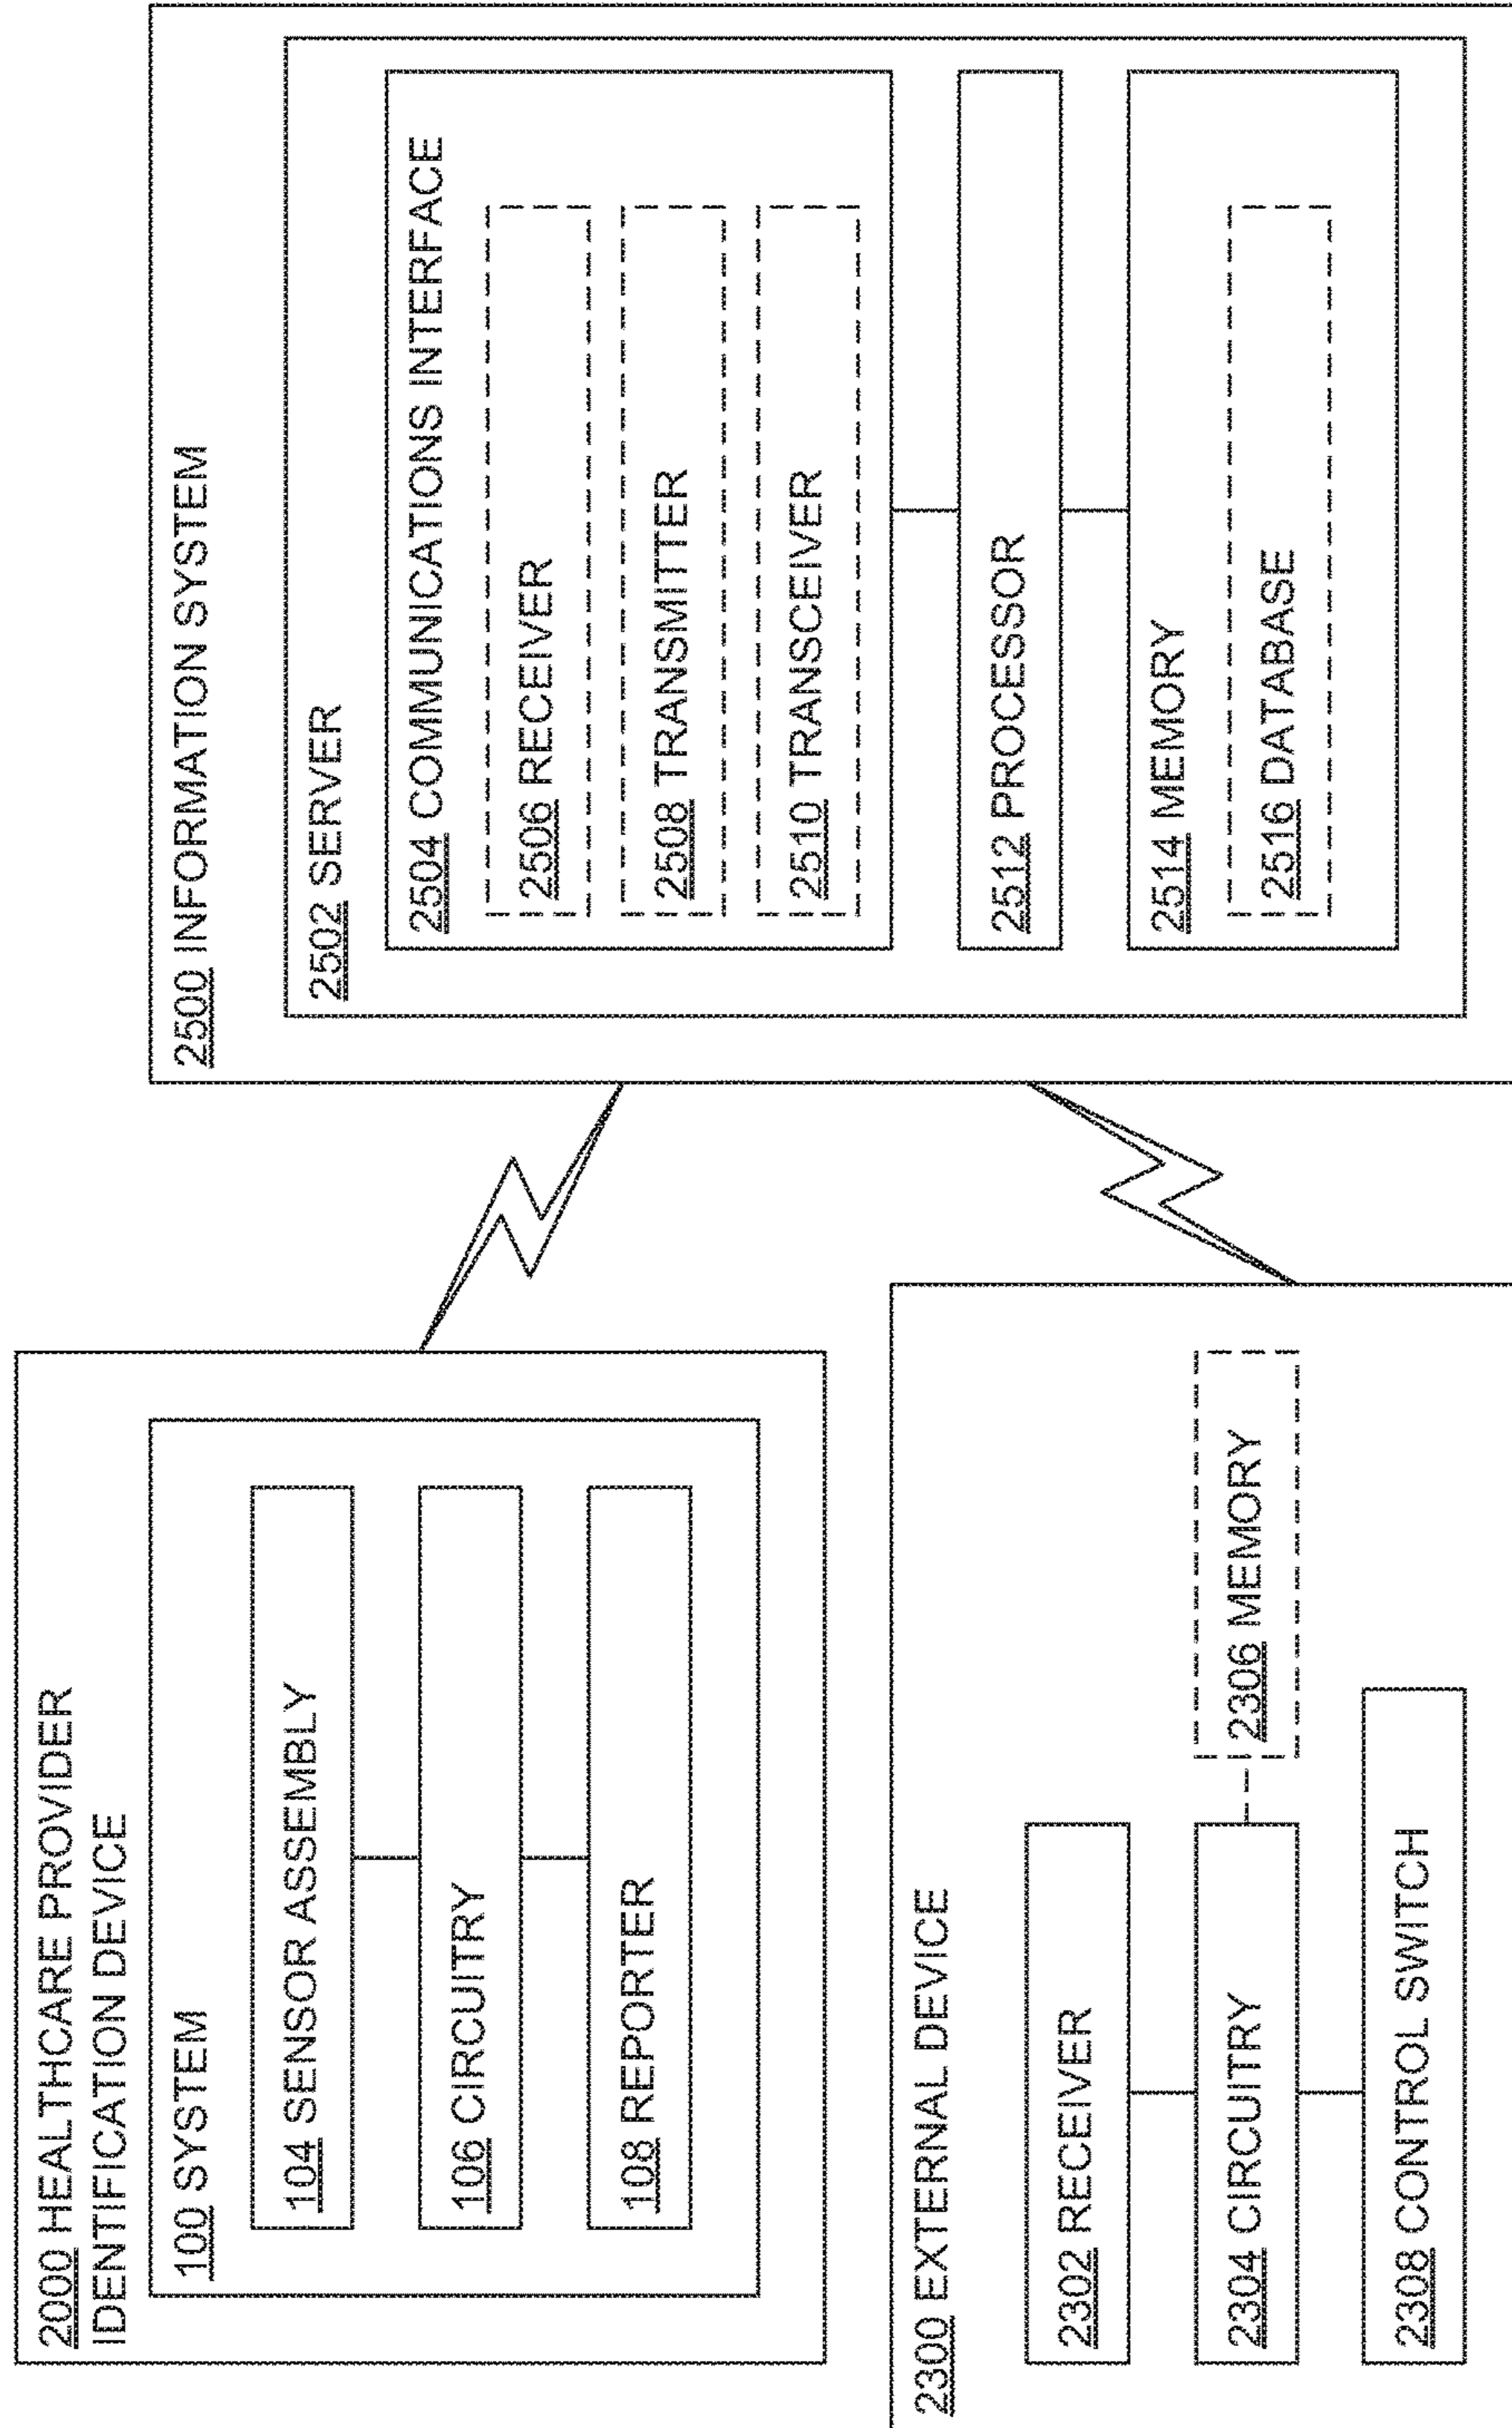 2000 HEALTHCARE PROVIDER
IDENTIFICATION DEVICE
100 SYSTEM
104 SENSOR ASSEMBLY
106 CIRCUITRY
108 REPORTER
2300 EXTERNAL DEVICE
2302 RECEIVER
2304 CIRCUITRY
2306 MEMORY
2308 CONTROL SWITCH
2500 INFORMATION SYSTEM
2502 SERVER
2504 COMMUNICATIONS INTERFACE
2506 RECEIVER
2508 TRANSMITTER
2510 TRANSCEIVER
2512 PROCESSOR
2514 MEMORY
2516 DATABASE